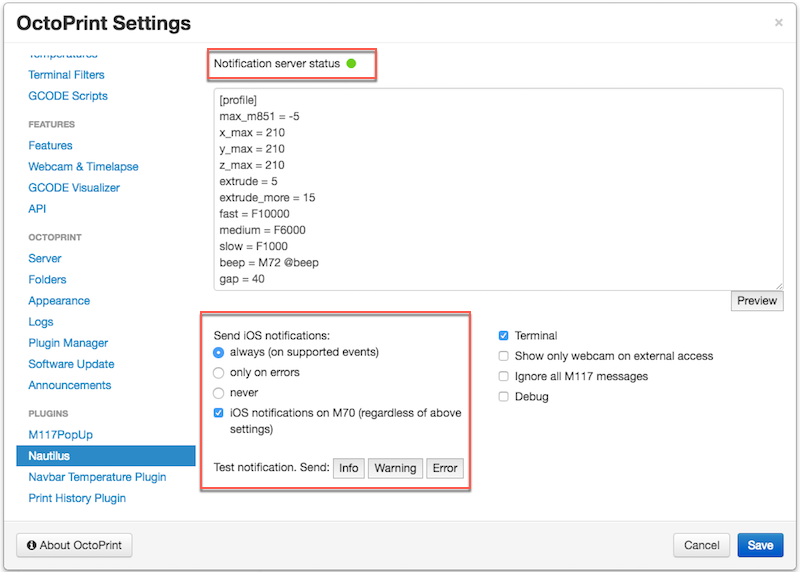 OctoPrint Settings
×
Temperatures
Terminal Filters
GCODE Scripts
FEATURES
Features
Webcam & Timelapse
GCODE Visualizer
API
OCTOPRINT
Server
Folders
Appearance
Logs
Plugin Manager
Software Update
Announcements
PLUGINS
M117PopUp
Nautilus
Navbar Temperature Plugin
Print History Plugin
Notification server status
[profile]
max_m851 = -5
x_max = 210
y_max = 210
z_max = 210
extrude = 5
extrude_more = 15
fast = F10000
medium = F6000
slow = F1000
beep = M72 @beep
gap = 40
Preview
Send iOS notifications:
always (on supported events)
only on errors
never
iOS notifications on M70 (regardless of above
settings)
Test notification. Send: Info Warning Error
Terminal
Show only webcam on external access
Ignore all M117 messages
Debug
About OctoPrint
Cancel
Save